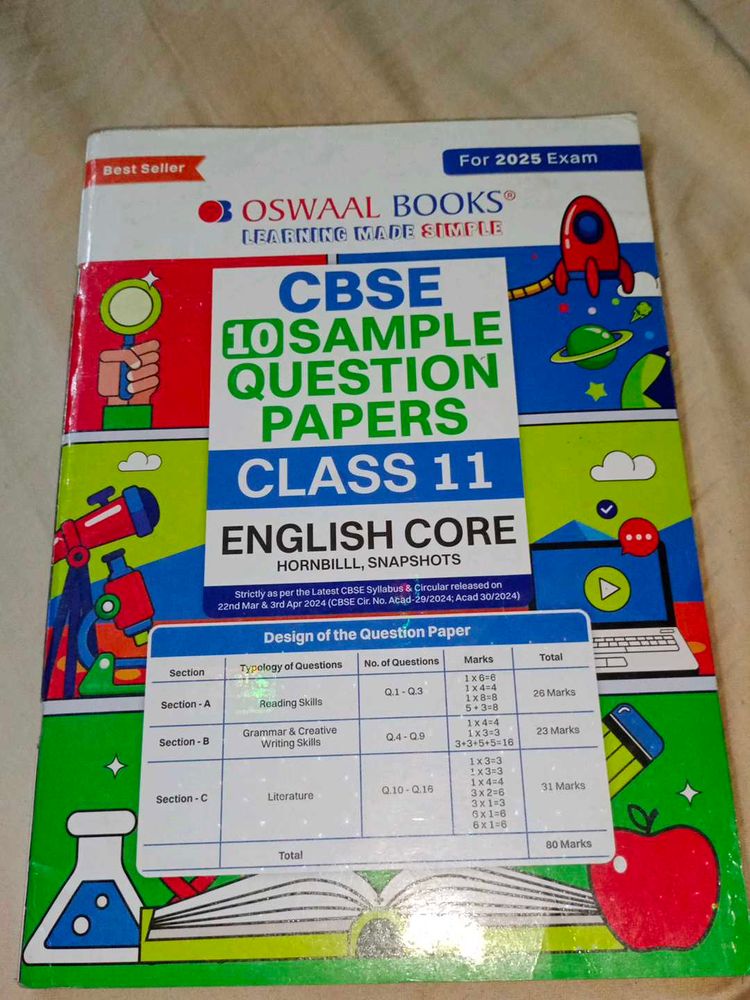 Best Seller
For 2025 Exam
OSWAAL BOOKS®
LEARNING MADE SIMPLE
CBSE
10 SAMPLE
QUESTION
PAPERS
CLASS 11
ENGLISH CORE
HORNBILLL, SNAPSHOTS
Strictly as per the Latest CBSE Syllabus & Circular released on
22nd Mar & 3rd Apr 2024 (CBSE Cir. No. Acad-29/2024; Acad 30/2024)
Design of the Question Paper
Section Typology of Questions No. of Questions Marks Total
Section - A Reading Skills Q.1 - Q.3 26 Marks
1 x 6=6
1 x 4=4
1 x 8=8
5 + 3=8
Section - B Grammar & Creative Writing Skills Q.4 - Q.9 23 Marks
1 x 4=4
1 x 3=3
3+3+5+5=16
Section - C Literature Q.10 - Q.16 31 Marks
1 x 3=3
1 x 3=3
1 x 4=4
3 x 2=6
3 x 1=3
6 x 1=6
6 x 1=6
Total 80 Marks